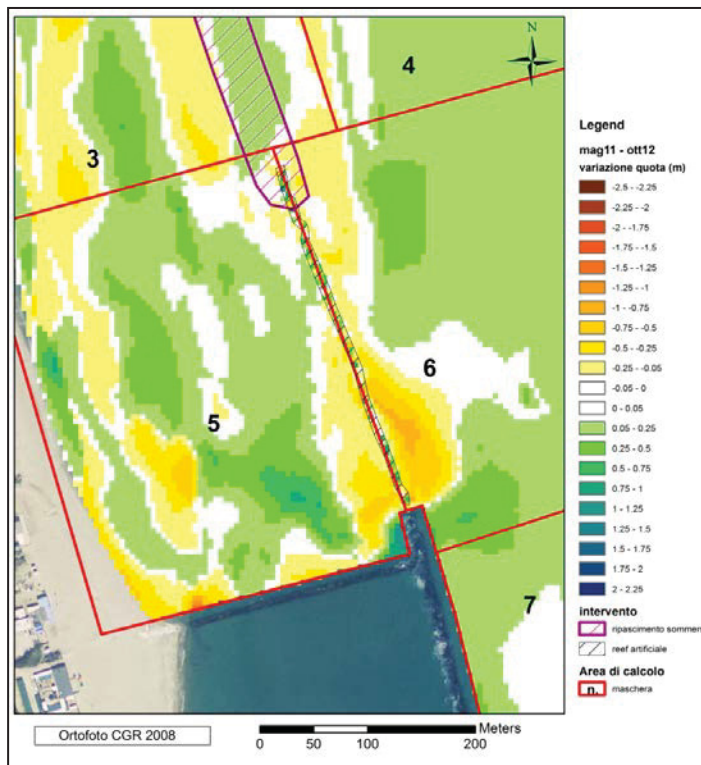 N
4
3
6
5
7
Legend
mag11 - ott12
variazione quota (m)
-2.5 - -2.25
-2.25 - -2
-2 - -1.75
-1.75 - -1.5
-1.5 - -1.25
-1.25 - -1
-1 - -0.75
-0.75 - -0.5
-0.5 - -0.25
-0.25 - -0.05
-0.05 - 0
0 - 0.05
0.05 - 0.25
0.25 - 0.5
0.5 - 0.75
0.75 - 1
1 - 1.25
1.25 - 1.5
1.5 - 1.75
1.75 - 2
2 - 2.25
intervento
ripascimento sommer
reef artificiale
Area di calcolo
n. maschera
Ortofoto CGR 2008
Meters
0 50 100 200